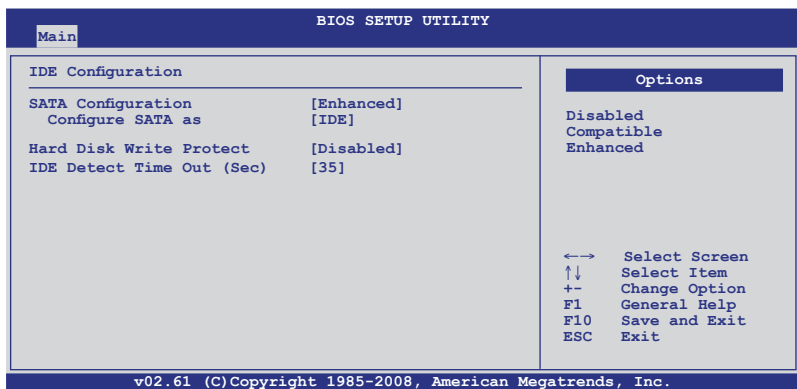 BIOS SETUP UTILITY
Main
IDE Configuration
SATA Configuration [Enhanced]
Configure SATA as [IDE]
Hard Disk Write Protect [Disabled]
IDE Detect Time Out (Sec) [35]
Options
Disabled
Compatible
Enhanced
←→ Select Screen
↑↓ Select Item
+- Change Option
F1 General Help
F10 Save and Exit
ESC Exit
v02.61 (C)Copyright 1985-2008, American Megatrends, Inc.